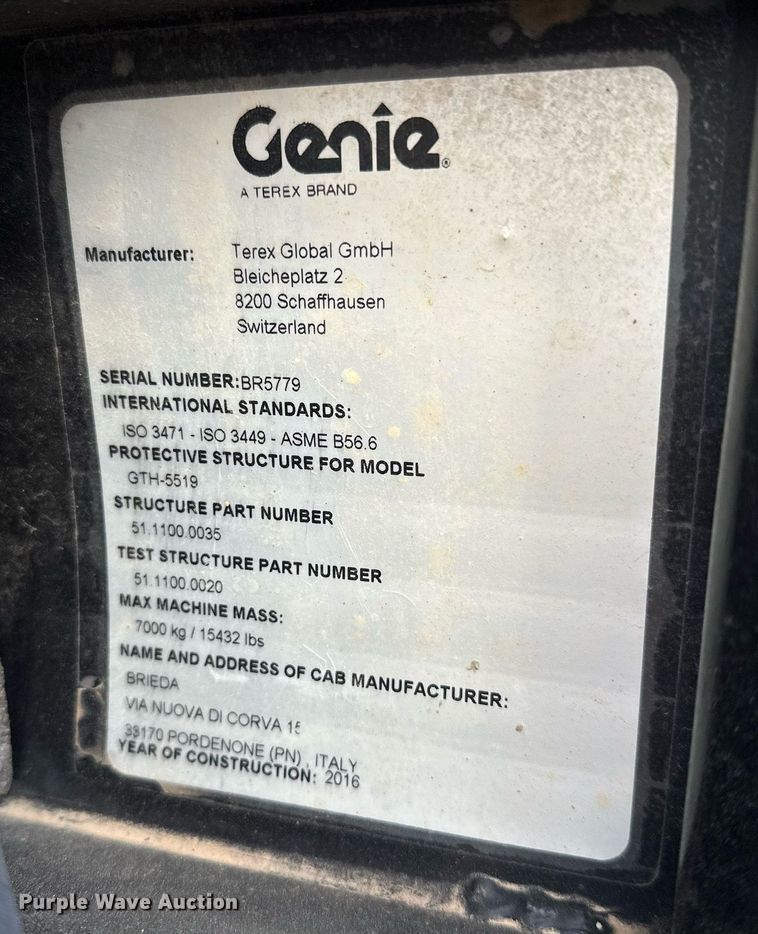 Genie®
A TEREX BRAND
Manufacturer: Terex Global GmbH
Bleicheplatz 2
8200 Schaffhausen
Switzerland
SERIAL NUMBER:BR5779
INTERNATIONAL STANDARDS:
ISO 3471 - ISO 3449 - ASME B56.6
PROTECTIVE STRUCTURE FOR MODEL
GTH-5519
STRUCTURE PART NUMBER
51.1100.0035
TEST STRUCTURE PART NUMBER
51.1100.0020
MAX MACHINE MASS:
7000 kg / 15432 lbs
NAME AND ADDRESS OF CAB MANUFACTURER:
BRIEDA
VIA NUOVA DI CORVA 15
33170 PORDENONE (PN) , ITALY
YEAR OF CONSTRUCTION: 2016
Purple Wave Auction